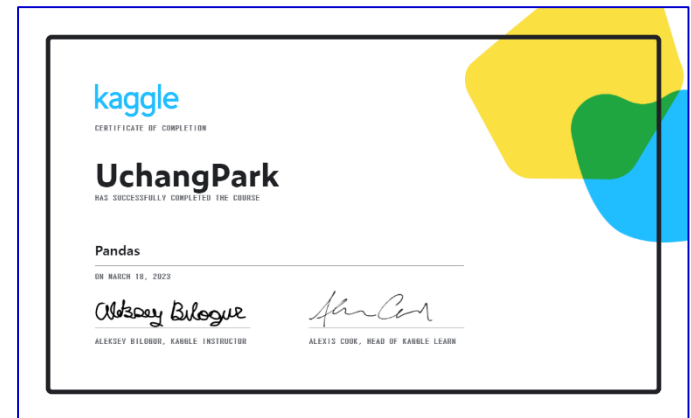 kaggle
CERTIFICATE OF COMPLETION
UchangPark
HAS SUCCESSFULLY COMPLETED THE COURSE
Pandas
ON MARCH 18, 2023
Aleksey Bilogur
ALEKSEY BILOGUR, KAGGLE INSTRUCTOR
ALEXIS COOK, HEAD OF KAGGLE LEARN